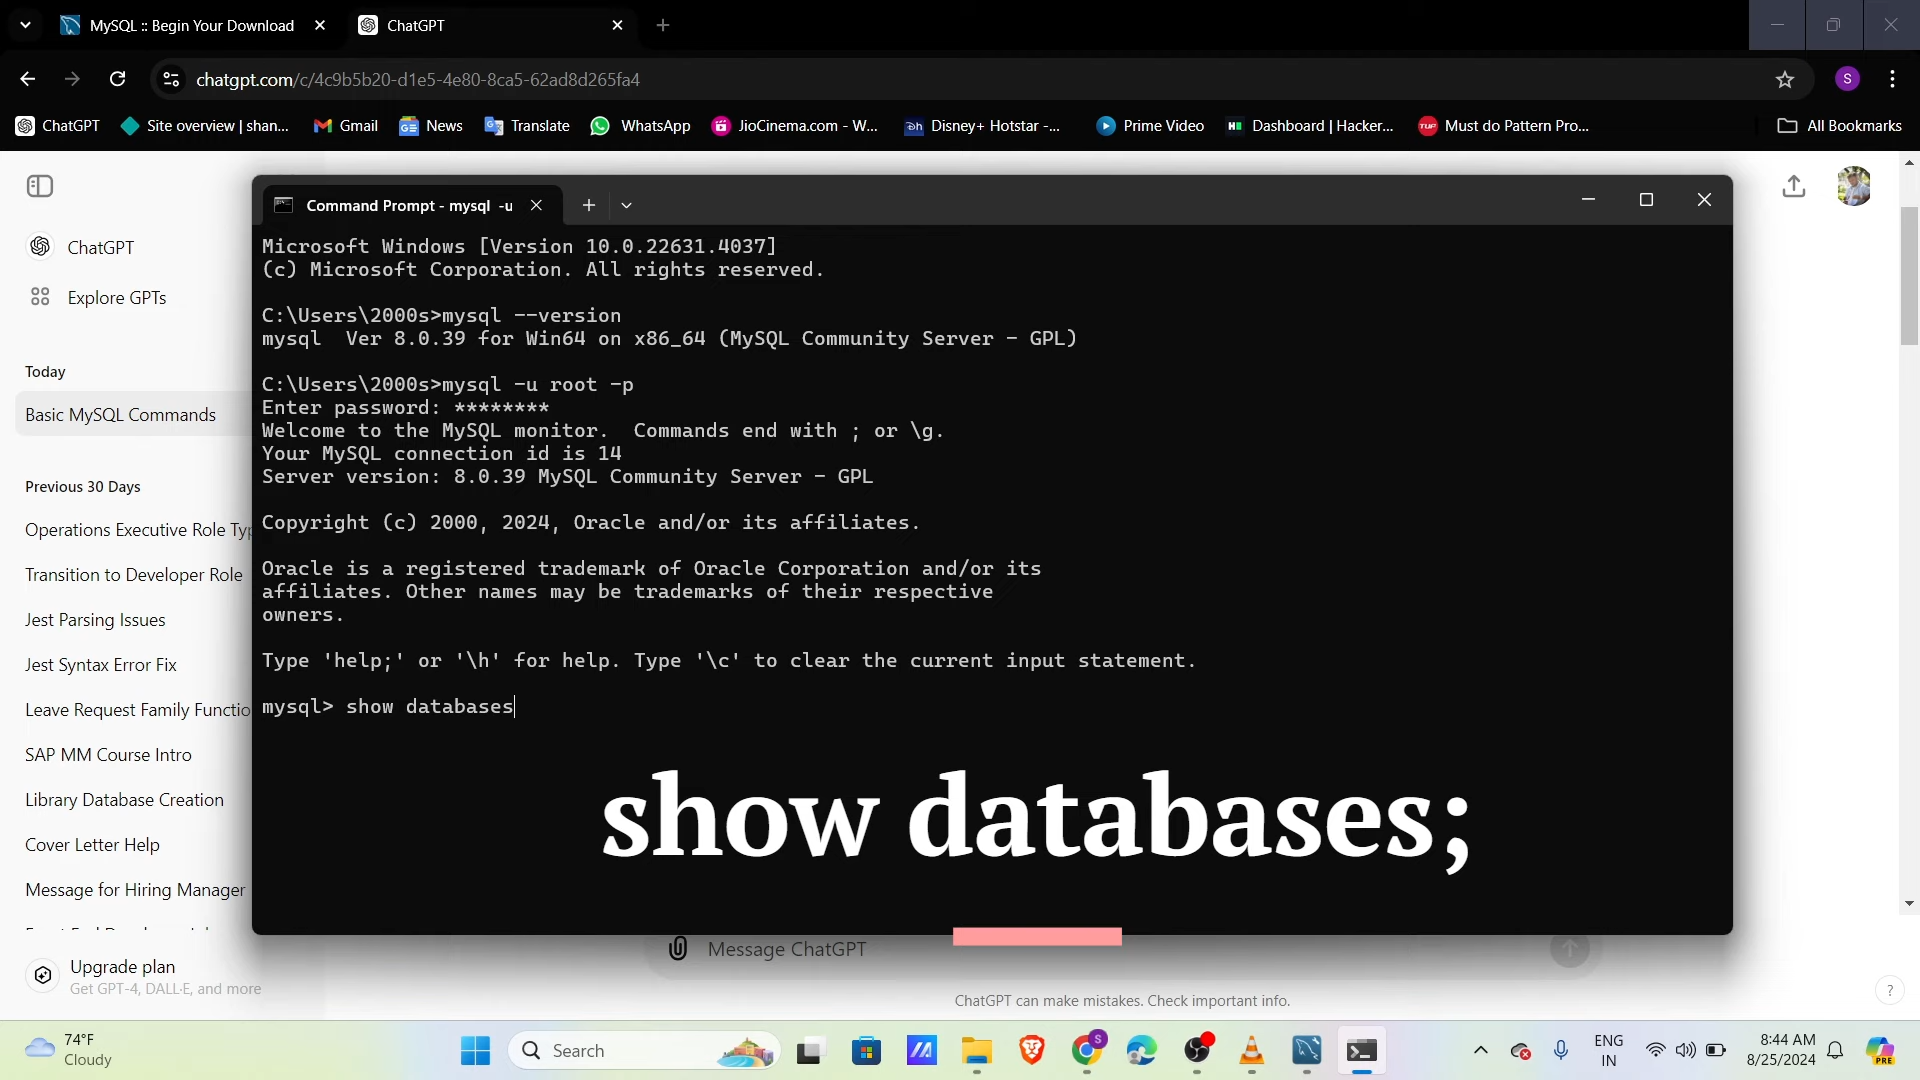 MySQL :: Begin Your Download
ChatGPT
chatgpt.com/c/4c9b5b20-d1e5-4e80-8ca5-62ad8d265fa4
S
ChatGPT
Site overview | shan...
Gmail
News
Translate
WhatsApp
JioCinema.com - W...
Disney+ Hotstar -...
Prime Video
Dashboard | Hacker...
Must do Pattern Pro...
All Bookmarks
ChatGPT
Explore GPTs
Today
Basic MySQL Commands
Previous 30 Days
Operations Executive Role Typ
Transition to Developer Role
Jest Parsing Issues
Jest Syntax Error Fix
Leave Request Family Functio
SAP MM Course Intro
Library Database Creation
Cover Letter Help
Message for Hiring Manager
Upgrade plan
Get GPT-4, DALL·E, and more
Command Prompt - mysql -u
Microsoft Windows [Version 10.0.22631.4037]
(c) Microsoft Corporation. All rights reserved.
C:\Users\2000s>mysql --version
mysql  Ver 8.0.39 for Win64 on x86_64 (MySQL Community Server - GPL)
C:\Users\2000s>mysql -u root -p
Enter password: ********
Welcome to the MySQL monitor.  Commands end with ; or \g.
Your MySQL connection id is 14
Server version: 8.0.39 MySQL Community Server - GPL
Copyright (c) 2000, 2024, Oracle and/or its affiliates.
Oracle is a registered trademark of Oracle Corporation and/or its
affiliates. Other names may be trademarks of their respective
owners.
Type 'help;' or '\h' for help. Type '\c' to clear the current input statement.
mysql> show databases
show databases;
Message ChatGPT
ChatGPT can make mistakes. Check important info.
?
74°F
Cloudy
Search
S
ENG
IN
8:44 AM
8/25/2024
PRE